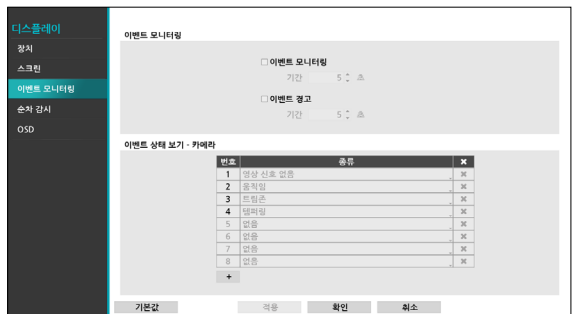 디스플레이
장치
스크린
이벤트 모니터링
순차 감시
OSD
이벤트 모니터링
이벤트 모니터링
기간 5 초
이벤트 경고
기간 5 초
이벤트 상태 보기 - 카메라
번호 종류 ✖
1 영상 신호 없음 ✖
2 움직임 ✖
3 트립존 ✖
4 탬퍼링 ✖
5 없음 ✖
6 없음 ✖
7 없음 ✖
8 없음 ✖
+
기본값 적용 확인 취소